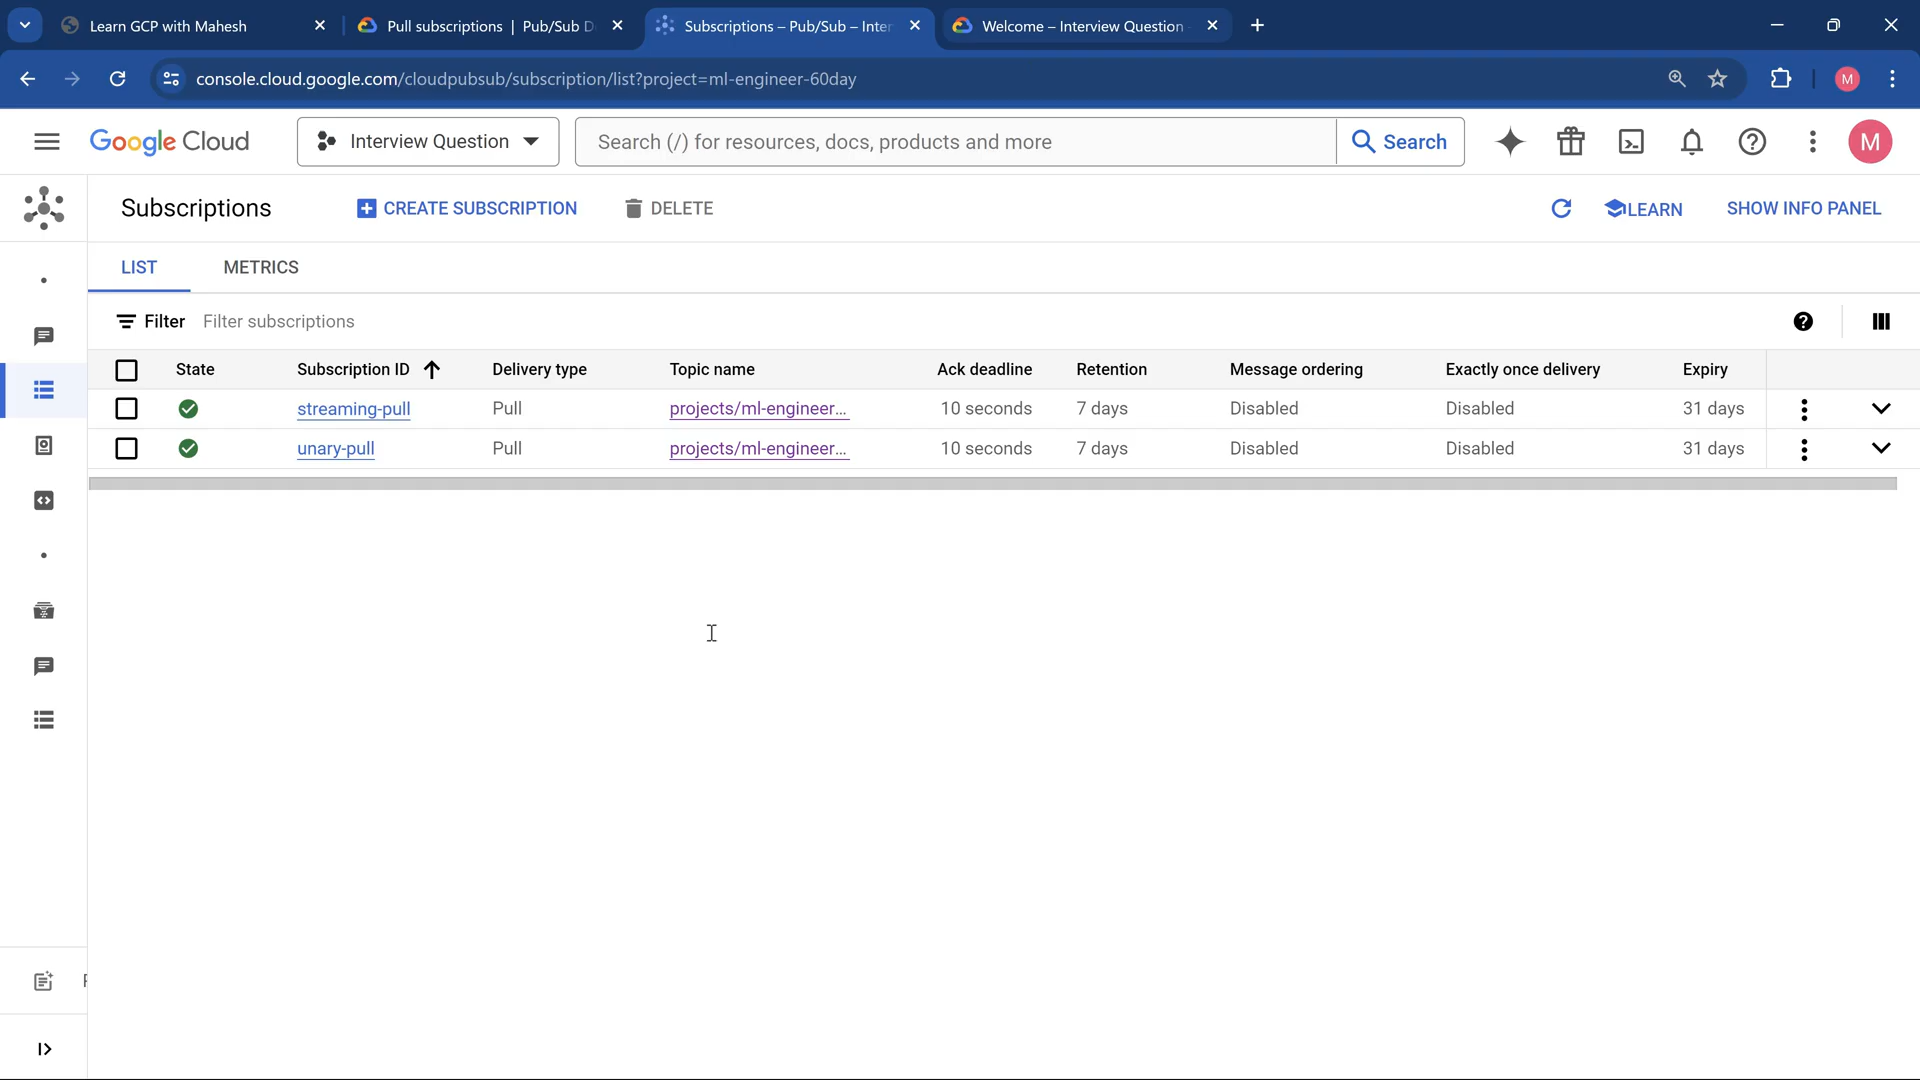 Learn GCP with Mahesh
Pull subscriptions | Pub/Sub D
Subscriptions – Pub/Sub – Inter
Welcome – Interview Question
console.cloud.google.com/cloudpubsub/subscription/list?project=ml-engineer-60day
M
Google Cloud
Interview Question
Search (/) for resources, docs, products and more
Search
M
Subscriptions
CREATE SUBSCRIPTION
DELETE
LEARN
SHOW INFO PANEL
LIST
METRICS
Filter
Filter subscriptions
State Subscription ID Delivery type Topic name Ack deadline Retention Message ordering Exactly once delivery Expiry
streaming-pull Pull projects/ml-engineer... 10 seconds 7 days Disabled Disabled 31 days
unary-pull Pull projects/ml-engineer... 10 seconds 7 days Disabled Disabled 31 days